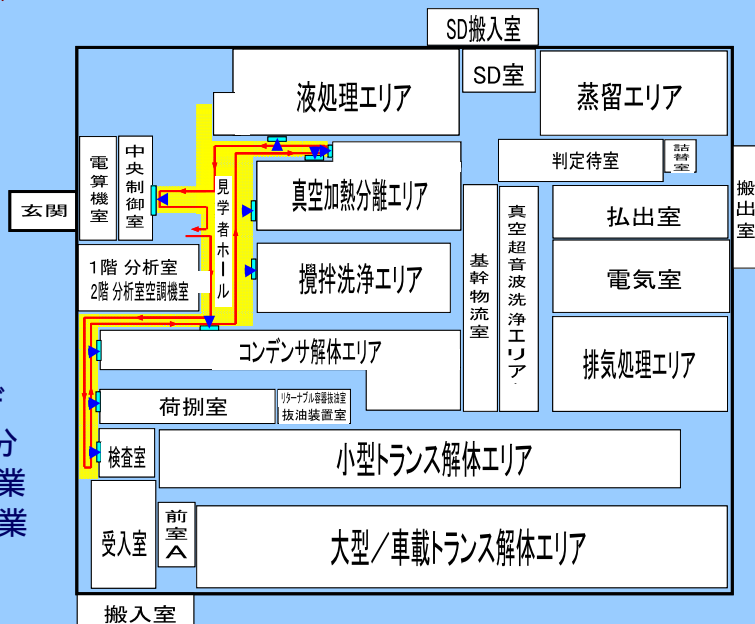 SD搬入室
SD室
液処理エリア
蒸留エリア
電算機室
中央制御室
判定待室
詰替室
見学者ホール
真空加熱分離エリア
搬出室
玄関
払出室
基幹物流室
真空超音波洗浄エリア
1階 分析室
2階 分析室空調機室
攪拌洗浄エリア
電気室
コンデンサ解体エリア
排気処理エリア
荷捌室
リターナブル容器抜油室
抜油装置室
分
業
業
検査室
小型トランス解体エリア
受入室
前室A
大型／車載トランス解体エリア
搬入室